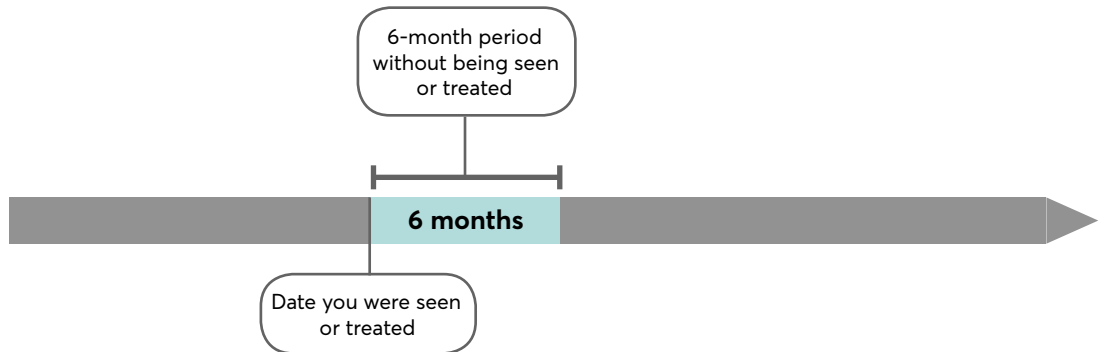 6-month period
without being seen
or treated
6 months
Date you were seen
or treated